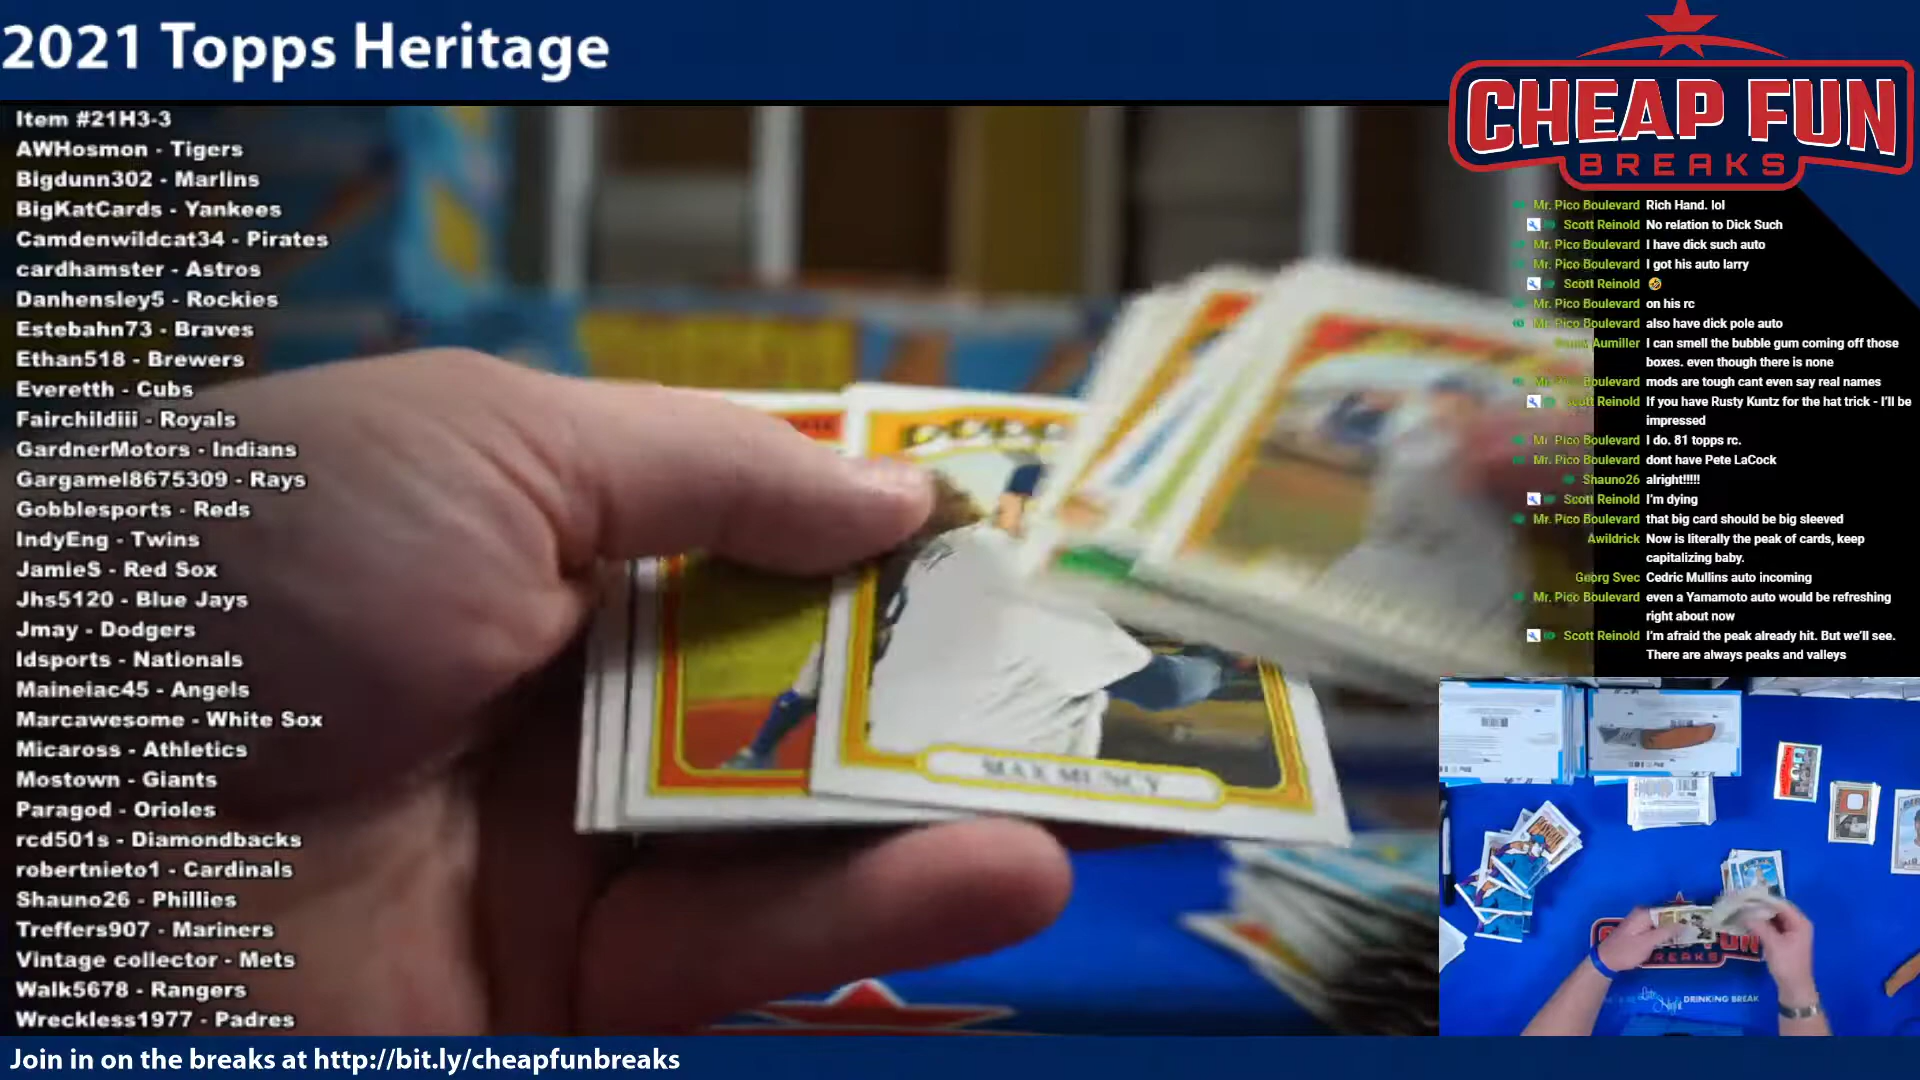 2021 Topps Heritage
CHEAP FUN
BREAKS
Item #21H3-3
AWHosmon - Tigers
Bigdunn302 - Marlins
BigKatCards - Yankees
Camdenwildcat34 - Pirates
cardhamster - Astros
Danhensley5 - Rockies
Estebahn73 - Braves
Ethan518 - Brewers
Everetth - Cubs
Fairchildiii - Royals
GardnerMotors - Indians
Gargamel8675309 - Rays
Gobblesports - Reds
IndyEng - Twins
JamieS - Red Sox
Jhs5120 - Blue Jays
Jmay - Dodgers
Idsports - Nationals
Maineiac45 - Angels
Marcawesome - White Sox
Micaross - Athletics
Mostown - Giants
Paragod - Orioles
rcd501s - Diamondbacks
robertnieto1 - Cardinals
Shauno26 - Phillies
Treffers907 - Mariners
Vintage collector - Mets
Walk5678 - Rangers
Wreckless1977 - Padres
MAX MUNCY
Mr. Pico Boulevard Rich Hand. lol
Scott Reinold No relation to Dick Such
Mr. Pico Boulevard I have dick such auto
Mr. Pico Boulevard I got his auto larry
Scott Reinold 🤣
Mr. Pico Boulevard on his rc
Mr. Pico Boulevard also have dick pole auto
Aumiller I can smell the bubble gum coming off those
boxes. even though there is none
Mr. Pico Boulevard mods are tough cant even say real names
Scott Reinold If you have Rusty Kuntz for the hat trick - I'll be
impressed
Mr. Pico Boulevard I do. 81 topps rc.
Mr. Pico Boulevard dont have Pete LaCock
Shauno26 alright!!!!!
Scott Reinold I'm dying
Mr. Pico Boulevard that big card should be big sleeved
Awildrick Now is literally the peak of cards, keep
capitalizing baby.
Georg Svec Cedric Mullins auto incoming
Mr. Pico Boulevard even a Yamamoto auto would be refreshing
right about now
Scott Reinold I'm afraid the peak already hit. But we'll see.
There are always peaks and valleys
FUN
BREAKS
DRINKING BREAK
Join in on the breaks at http://bit.ly/cheapfunbreaks